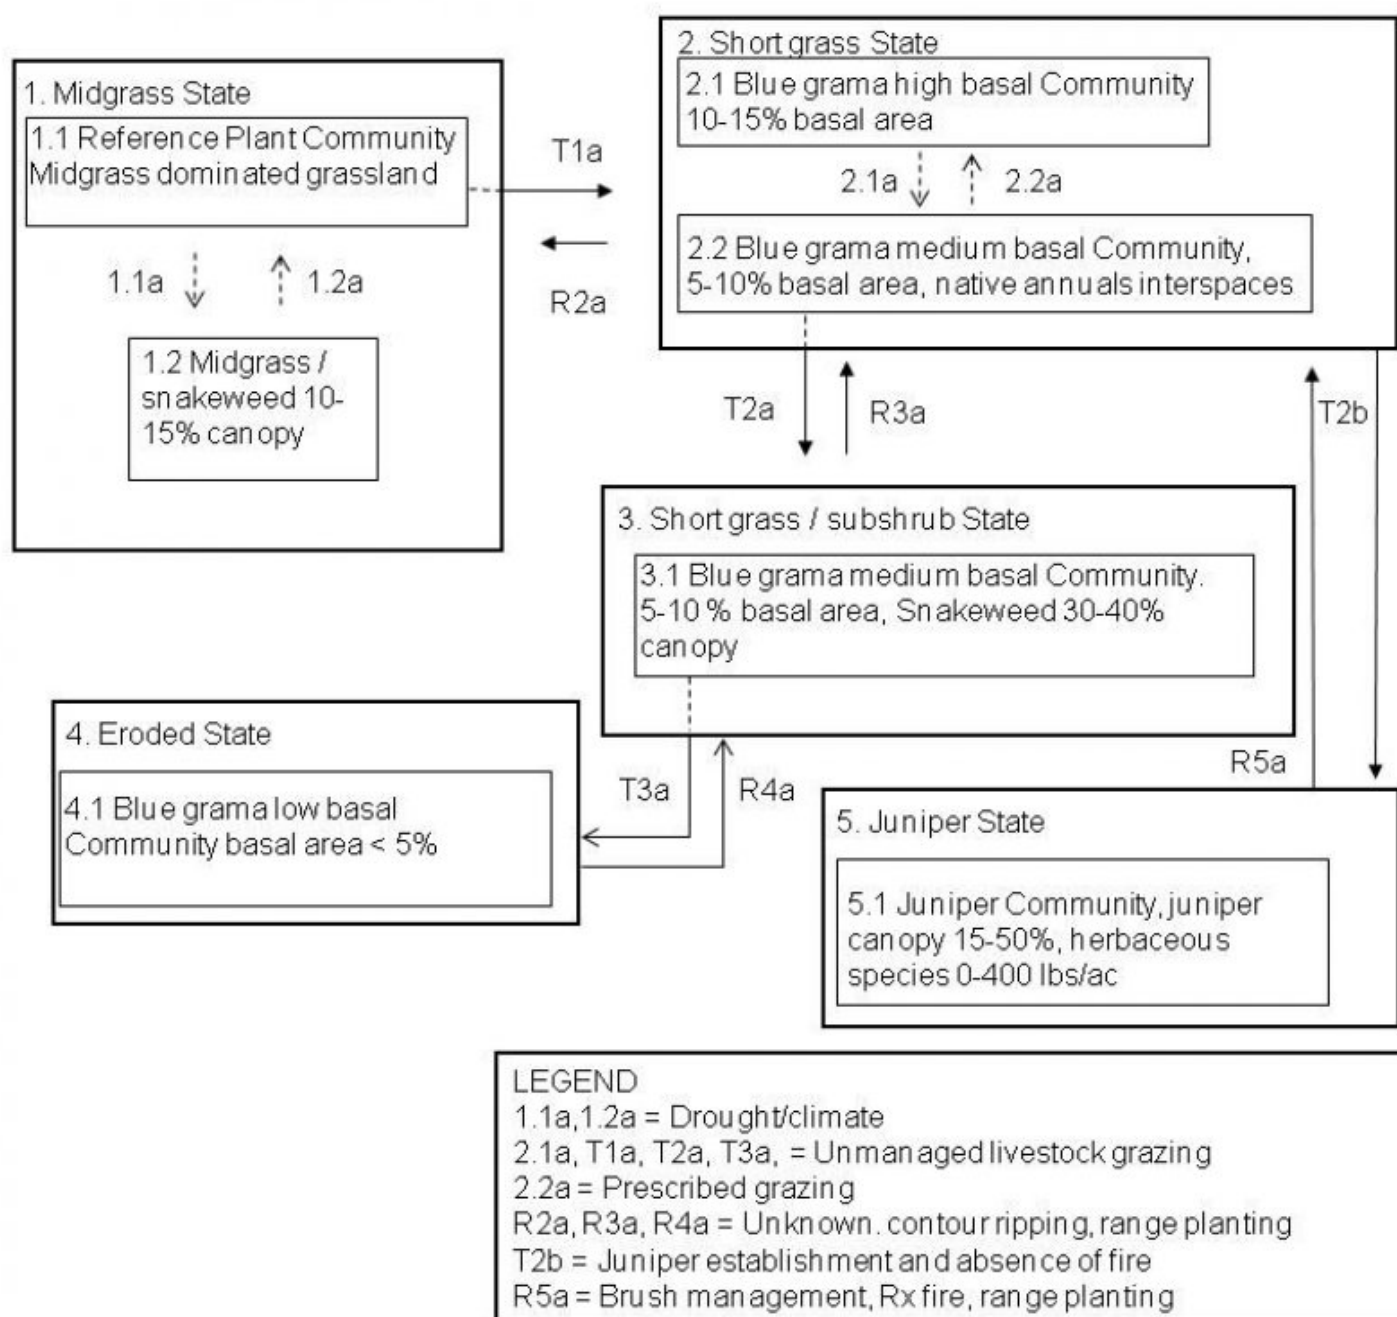 1. Midgrass State
1.1 Reference Plant Community
Midgrass dominated grassland
1.1a
1.2a
1.2 Midgrass /
snakeweed 10-
15% canopy
T1a
R2a
2. Short grass State
2.1 Blue grama high basal Community
10-15% basal area
2.1a
2.2a
2.2 Blue grama medium basal Community,
5-10% basal area, native annuals interspaces
T2a
R3a
T2b
3. Short grass / subshrub State
3.1 Blue grama medium basal Community.
5-10 % basal area, Snakeweed 30-40%
canopy
4. Eroded State
4.1 Blue grama low basal
Community basal area < 5%
T3a
R4a
R5a
5. Juniper State
5.1 Juniper Community, juniper
canopy 15-50%, herbaceous
species 0-400 lbs/ac
LEGEND
1.1a,1.2a = Drought/climate
2.1a, T1a, T2a, T3a, = Unmanaged livestock grazing
2.2a = Prescribed grazing
R2a, R3a, R4a = Unknown. contour ripping, range planting
T2b = Juniper establishment and absence of fire
R5a = Brush management, Rx fire, range planting